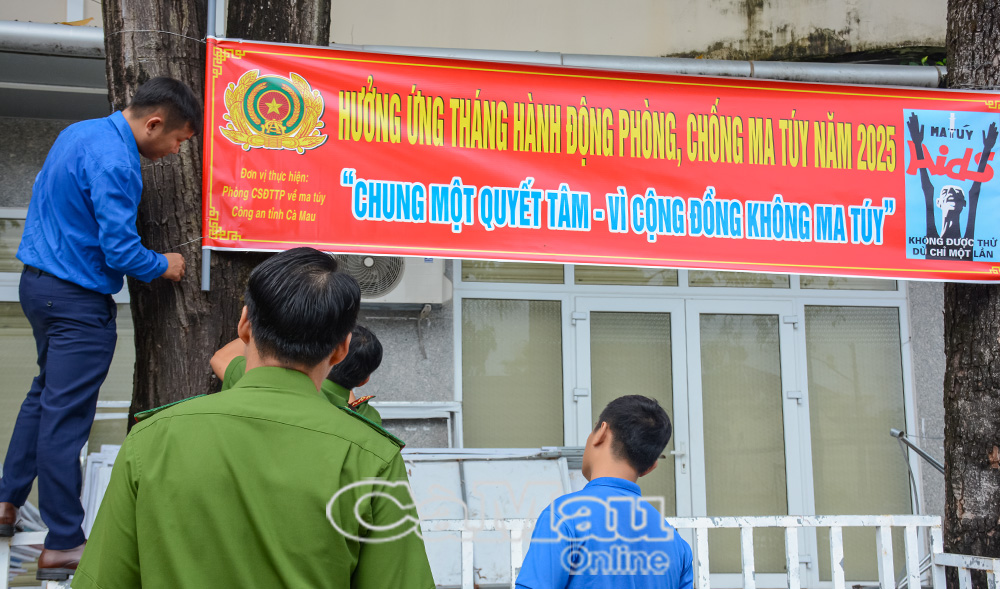 HƯỞNG ỨNG THÁNG HÀNH ĐỘNG PHÒNG, CHỐNG MA TÚY NĂM 2025
Đơn vị thực hiện:
Phòng CSĐTTP về ma túy
Công an tỉnh Cà Mau
“CHUNG MỘT QUYẾT TÂM - VÌ CỘNG ĐỒNG KHÔNG MA TÚY”
MA TÚY
AidS
KHÔNG ĐƯỢC THỬ
DÙ CHỈ MỘT LẦN
CaMau
Online